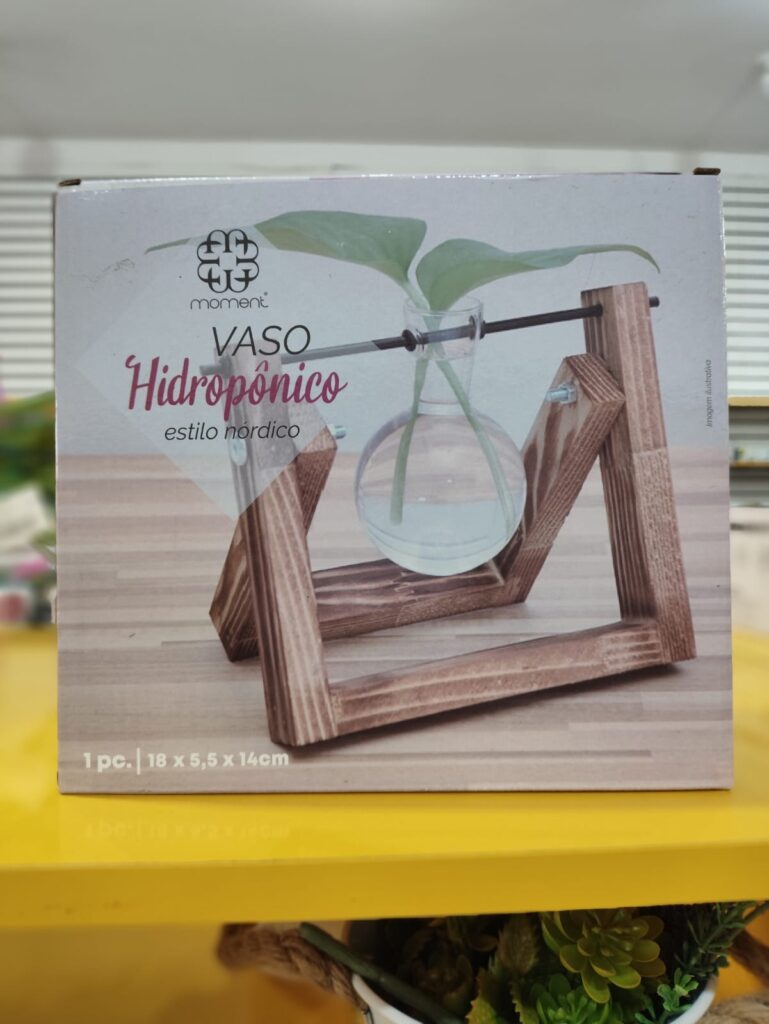 moment®
VASO
Hidropônico
estilo nórdico
Imagem ilustrativa
1 pc. | 18 x 5,5 x 14cm